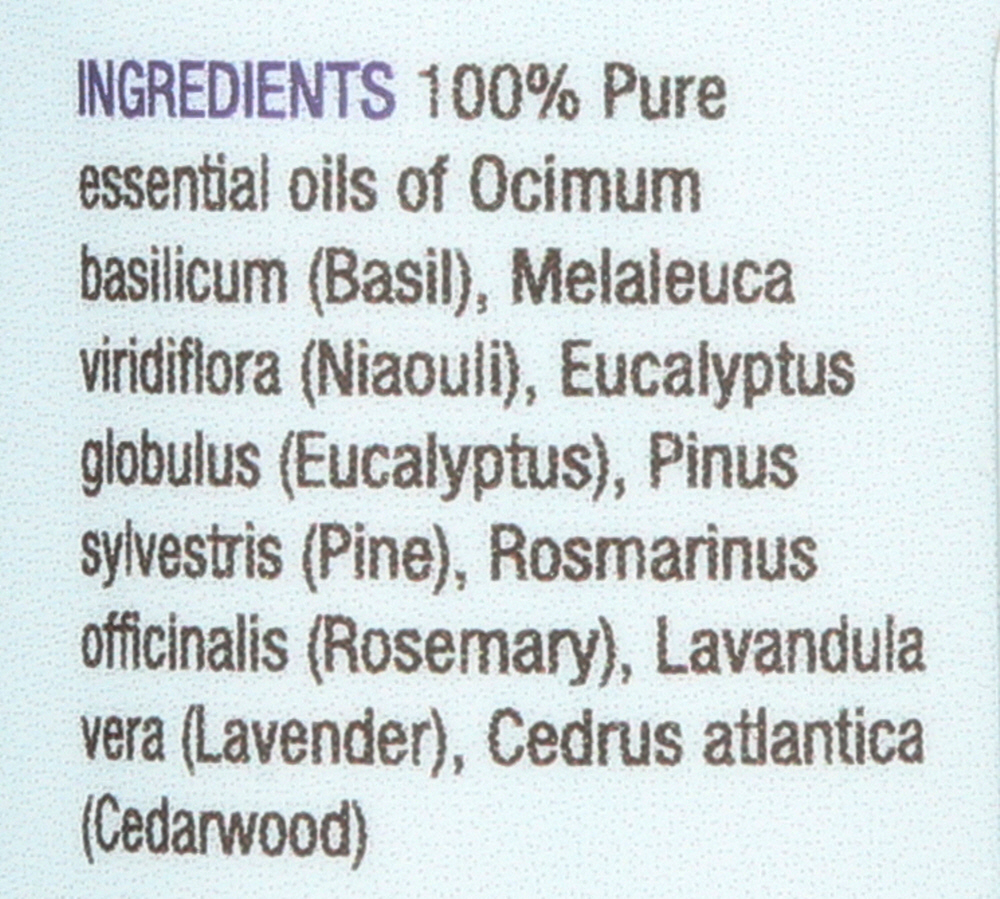 INGREDIENTS 100% Pure
essential oils of Ocimum
basilicum (Basil), Melaleuca
viridiflora (Niaouli), Eucalyptus
globulus (Eucalyptus), Pinus
sylvestris (Pine), Rosmarinus
officinalis (Rosemary), Lavandula
vera (Lavender), Cedrus atlantica
(Cedarwood)